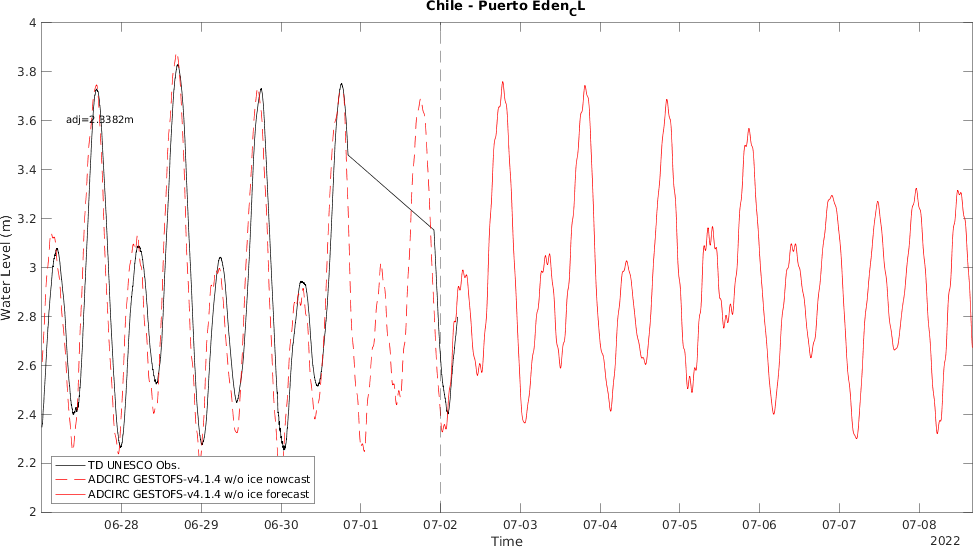 Chile - Puerto Eden_CL
4
3.8
3.6
3.4
3.2
3
2.8
2.6
2.4
2.2
2
Water Level (m)
adj=2.3382m
TD UNESCO Obs.
ADCIRC GESTOFS-v4.1.4 w/o ice nowcast
ADCIRC GESTOFS-v4.1.4 w/o ice forecast
06-28 06-29 06-30 07-01 07-02 07-03 07-04 07-05 07-06 07-07 07-08
Time
2022